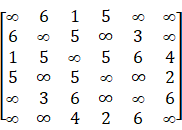 ∞ 6 1 5 ∞ ∞
6 ∞ 5 ∞ 3 ∞
1 5 ∞ 5 6 4
5 ∞ 5 ∞ ∞ 2
∞ 3 6 ∞ ∞ 6
∞ ∞ 4 2 6 ∞